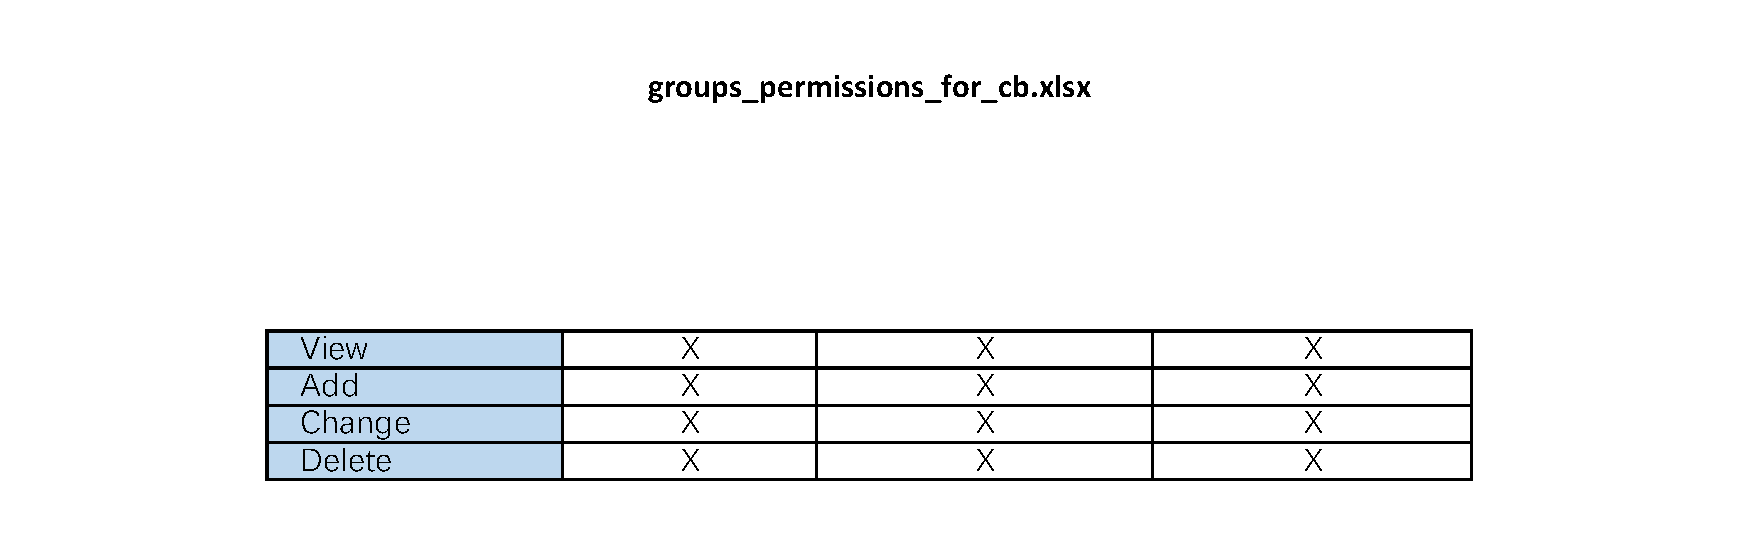 groups_permissions_for_cb.xlsx
View X X X
Add X X X
Change X X X
Delete X X X